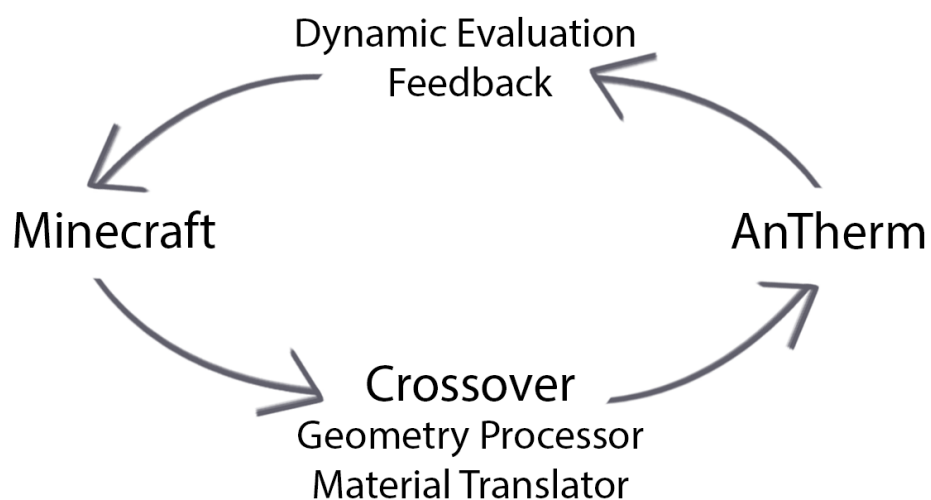 Dynamic Evaluation
Feedback
Minecraft
AnTherm
Crossover
Geometry Processor
Material Translator